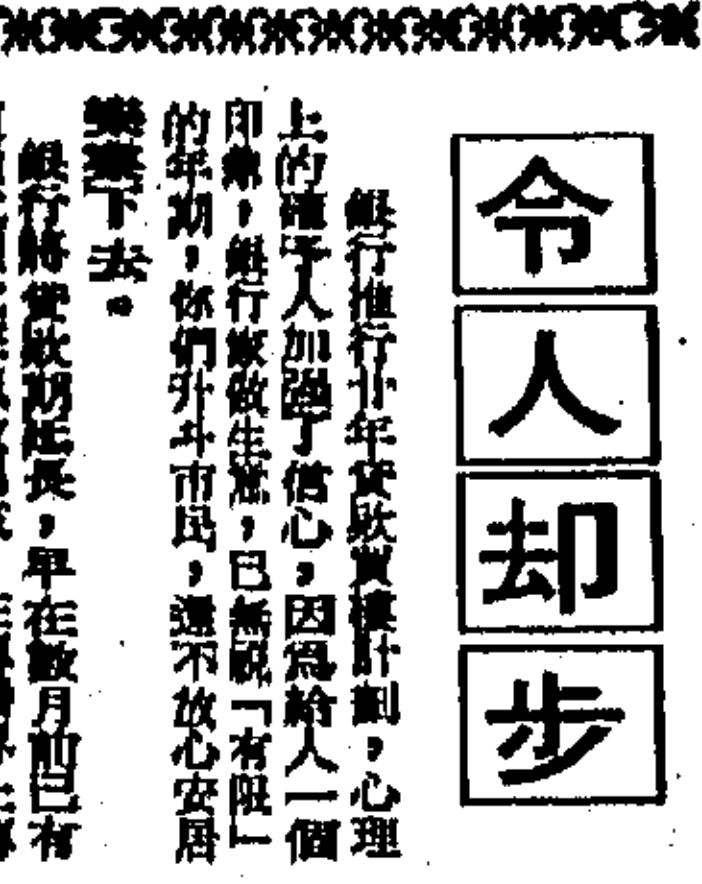 令人却步
銀行推行廿年貸款買樓計劃，心理
上的確予人加強了信心，因爲給人一個
印象，銀行家做生意，已無視「有限」
的年期，你們升斗市民，還不放心安居
樂業下去。
銀行將貸款期延長，早在數月前已有